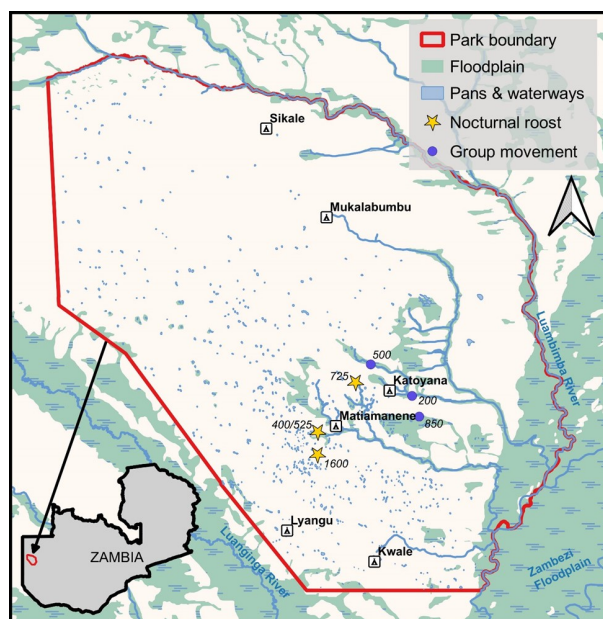 Park boundary
Floodplain
Pans & waterways
Nocturnal roost
Group movement
Sikale
Mukalabumbu
Luambimba River
500
725
Katoyana
200
Matiamanene
850
400/525
1600
Lyangu
Kwale
Luanginga River
ZAMBIA
Zambezi
Floodplain